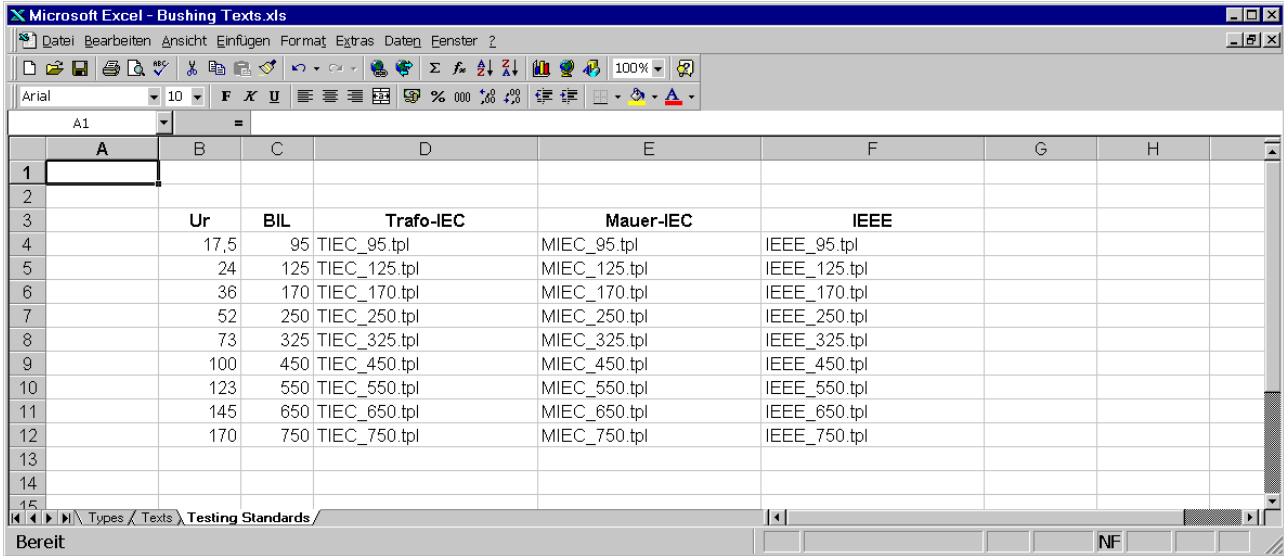 Microsoft Excel - Bushing Texts.xls
Datei Bearbeiten Ansicht Einfügen Format Extras Daten Fenster ?
100%
Arial 10 F K U % 000
A1 =
A B C D E F G H
1
2
3 Ur BIL Trafo-IEC Mauer-IEC IEEE
4 17,5 95 TIEC_95.tpl MIEC_95.tpl IEEE_95.tpl
5 24 125 TIEC_125.tpl MIEC_125.tpl IEEE_125.tpl
6 36 170 TIEC_170.tpl MIEC_170.tpl IEEE_170.tpl
7 52 250 TIEC_250.tpl MIEC_250.tpl IEEE_250.tpl
8 73 325 TIEC_325.tpl MIEC_325.tpl IEEE_325.tpl
9 100 450 TIEC_450.tpl MIEC_450.tpl IEEE_450.tpl
10 123 550 TIEC_550.tpl MIEC_550.tpl IEEE_550.tpl
11 145 650 TIEC_650.tpl MIEC_650.tpl IEEE_650.tpl
12 170 750 TIEC_750.tpl MIEC_750.tpl IEEE_750.tpl
13
14
15
Types Texts Testing Standards
Bereit NF